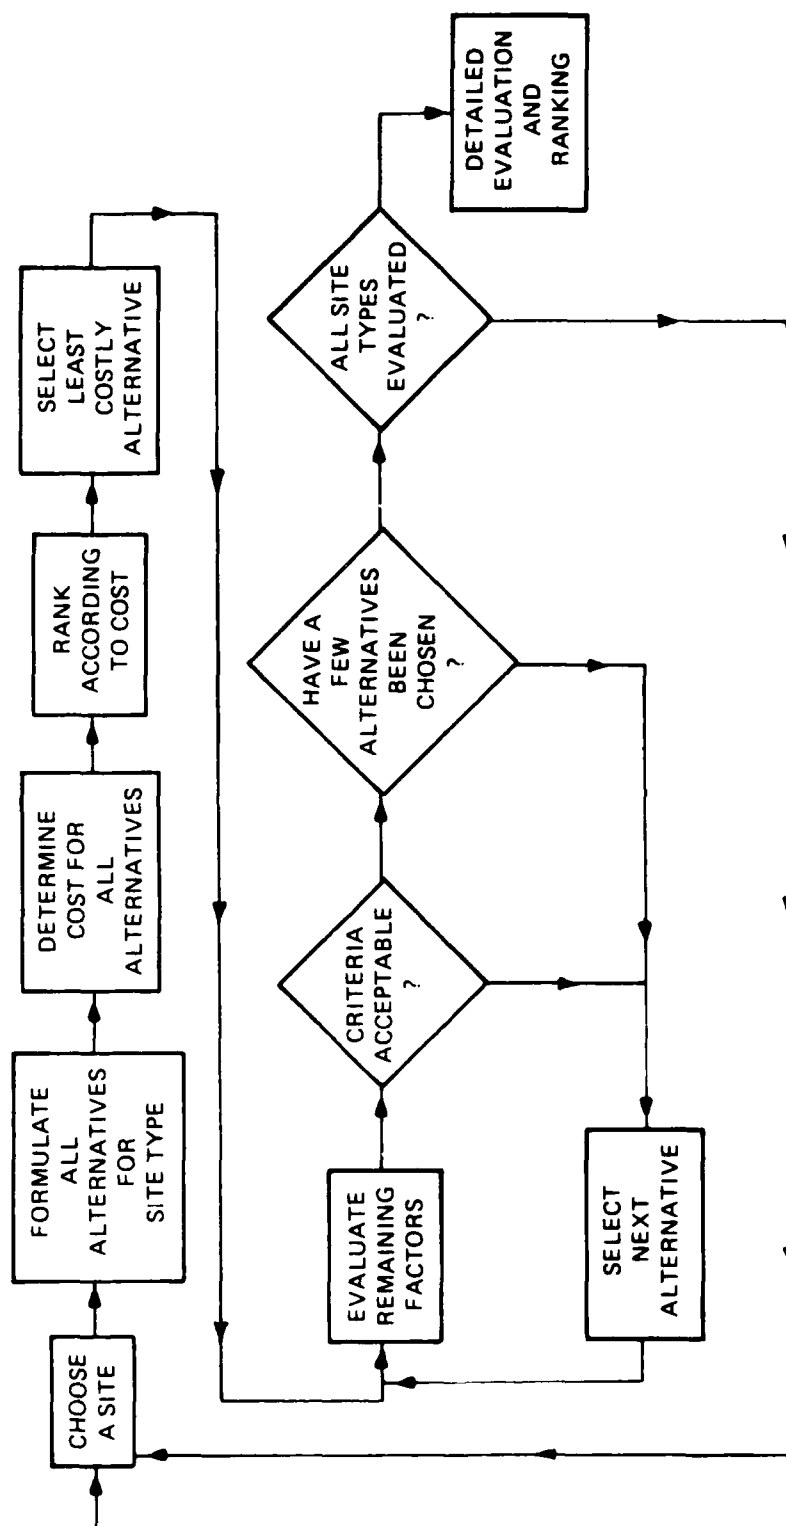 CHOOSE
A SITE
FORMULATE
ALL
ALTERNATIVES
FOR
SITE TYPE
DETERMINE
COST FOR
ALL
ALTERNATIVES
RANK
ACCORDING
TO COST
SELECT
LEAST
COSTLY
ALTERNATIVE
EVALUATE
REMAINING
FACTORS
CRITERIA
ACCEPTABLE
?
HAVE A
FEW
ALTERNATIVES
BEEN
CHOSEN
?
ALL SITE
TYPES
EVALUATED
?
DETAILED
EVALUATION
AND
RANKING
SELECT
NEXT
ALTERNATIVE